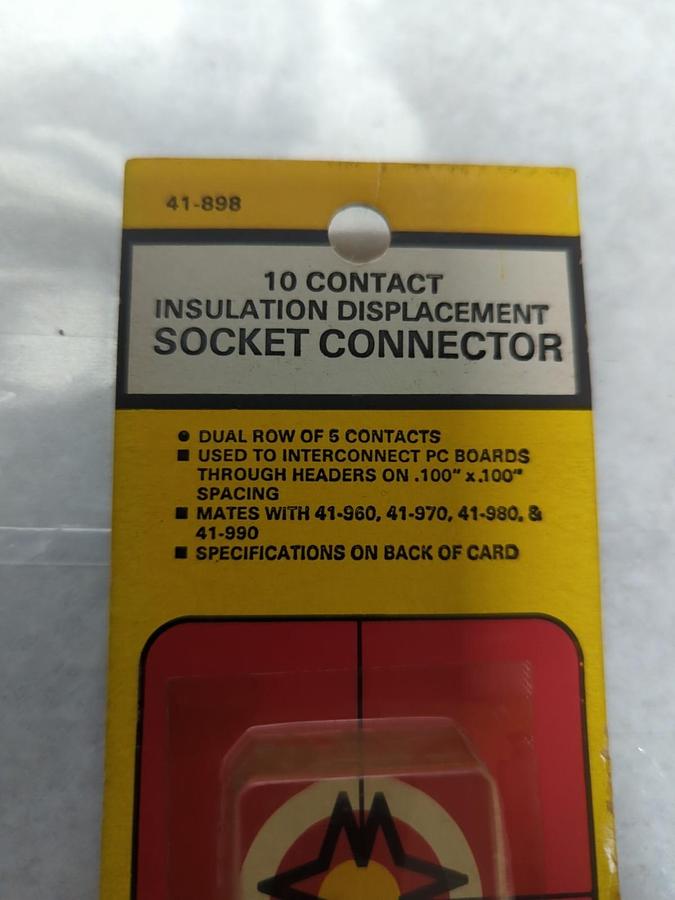 41-898
10 CONTACT
INSULATION DISPLACEMENT
SOCKET CONNECTOR
● DUAL ROW OF 5 CONTACTS
■ USED TO INTERCONNECT PC BOARDS
THROUGH HEADERS ON .100" x .100"
SPACING
■ MATES WITH 41-960, 41-970, 41-980, &
41-990
■ SPECIFICATIONS ON BACK OF CARD